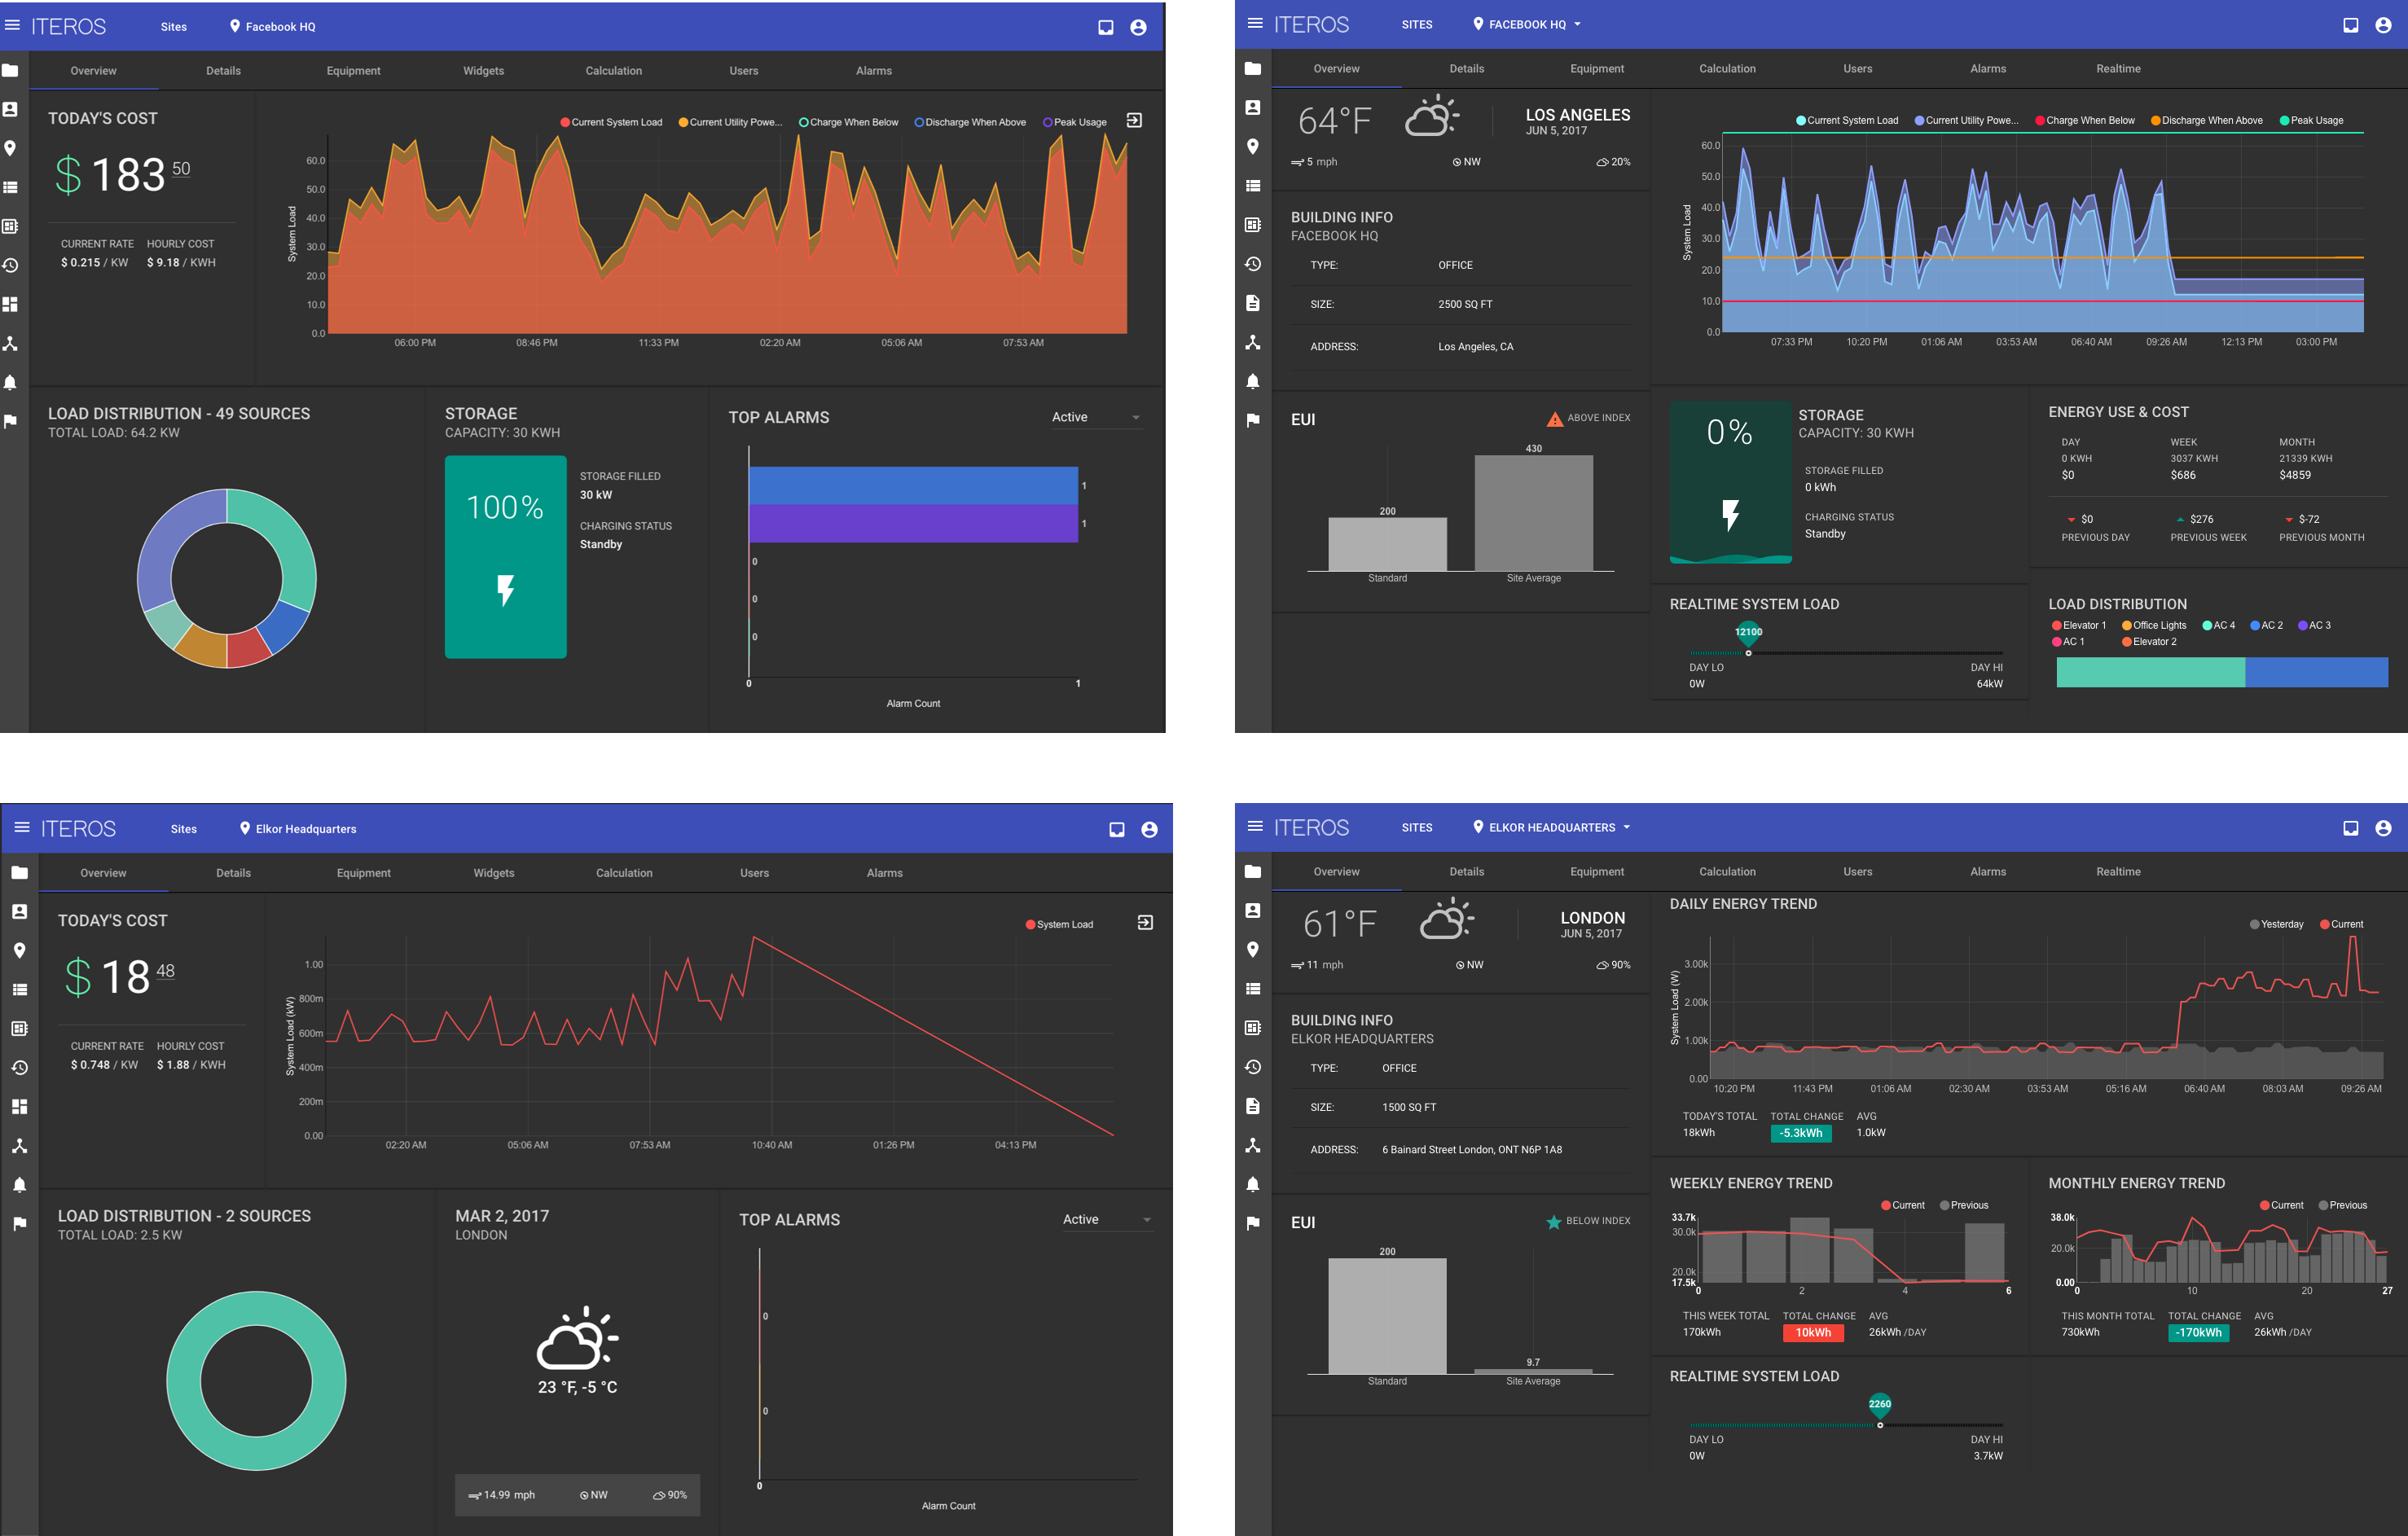 ITEROS Sites Facebook HQ
Overview Details Equipment Widgets Calculation Users Alarms
TODAY'S COST
$ 183 50
CURRENT RATE HOURLY COST
$ 0.215 / KW $ 9.18 / KWH
Current System Load Current Utility Powe... Charge When Below Discharge When Above Peak Usage
System Load
60.0
50.0
40.0
30.0
20.0
10.0
0.0
06:00 PM 08:46 PM 11:33 PM 02:20 AM 05:06 AM 07:53 AM
LOAD DISTRIBUTION - 49 SOURCES
TOTAL LOAD: 64.2 KW
STORAGE
CAPACITY: 30 KWH
100%
STORAGE FILLED
30 kW
CHARGING STATUS
Standby
TOP ALARMS Active
1
1
0
0
0
0 1
Alarm Count
ITEROS SITES FACEBOOK HQ
Overview Details Equipment Calculation Users Alarms Realtime
64°F LOS ANGELES
JUN 5, 2017
5 mph NW 20%
BUILDING INFO
FACEBOOK HQ
TYPE: OFFICE
SIZE: 2500 SQ FT
ADDRESS: Los Angeles, CA
EUI ABOVE INDEX
430
200
Standard Site Average
Current System Load Current Utility Powe... Charge When Below Discharge When Above Peak Usage
System Load
60.0
50.0
40.0
30.0
20.0
10.0
0.0
07:33 PM 10:20 PM 01:06 AM 03:53 AM 06:40 AM 09:26 AM 12:13 PM 03:00 PM
0%
STORAGE
CAPACITY: 30 KWH
STORAGE FILLED
0 kWh
CHARGING STATUS
Standby
ENERGY USE & COST
DAY WEEK MONTH
0 KWH 3037 KWH 21339 KWH
$0 $686 $4859
$0 $276 $-72
PREVIOUS DAY PREVIOUS WEEK PREVIOUS MONTH
REALTIME SYSTEM LOAD
12100
DAY LO DAY HI
0W 64kW
LOAD DISTRIBUTION
Elevator 1 Office Lights AC 4 AC 2 AC 3
AC 1 Elevator 2
ITEROS Sites Elkor Headquarters
Overview Details Equipment Widgets Calculation Users Alarms
TODAY'S COST
$ 18 48
CURRENT RATE HOURLY COST
$ 0.748 / KW $ 1.88 / KWH
System Load
System Load (kW)
1.00
800m
600m
400m
200m
0.00
02:20 AM 05:06 AM 07:53 AM 10:40 AM 01:26 PM 04:13 PM
LOAD DISTRIBUTION - 2 SOURCES
TOTAL LOAD: 2.5 KW
MAR 2, 2017
LONDON
23 °F, -5 °C
14.99 mph NW 90%
TOP ALARMS Active
0
0
0
Alarm Count
ITEROS SITES ELKOR HEADQUARTERS
Overview Details Equipment Calculation Users Alarms Realtime
61°F LONDON
JUN 5, 2017
11 mph NW 90%
BUILDING INFO
ELKOR HEADQUARTERS
TYPE: OFFICE
SIZE: 1500 SQ FT
ADDRESS: 6 Bainard Street London, ONT N6P 1A8
EUI BELOW INDEX
200
9.7
Standard Site Average
DAILY ENERGY TREND
Yesterday Current
System Load (W)
3.00k
2.00k
1.00k
0.00
10:20 PM 11:43 PM 01:06 AM 02:30 AM 03:53 AM 05:16 AM 06:40 AM 08:03 AM 09:26 AM
TODAY'S TOTAL TOTAL CHANGE AVG
18kWh -5.3kWh 1.0kW
WEEKLY ENERGY TREND
Current Previous
33.7k
30.0k
20.0k
17.5k
0 2 4 6
THIS WEEK TOTAL TOTAL CHANGE AVG
170kWh 10kWh 26kWh /DAY
MONTHLY ENERGY TREND
Current Previous
38.0k
20.0k
0.00
0 10 20 27
THIS MONTH TOTAL TOTAL CHANGE AVG
730kWh -170kWh 26kWh /DAY
REALTIME SYSTEM LOAD
2260
DAY LO DAY HI
0W 3.7kW